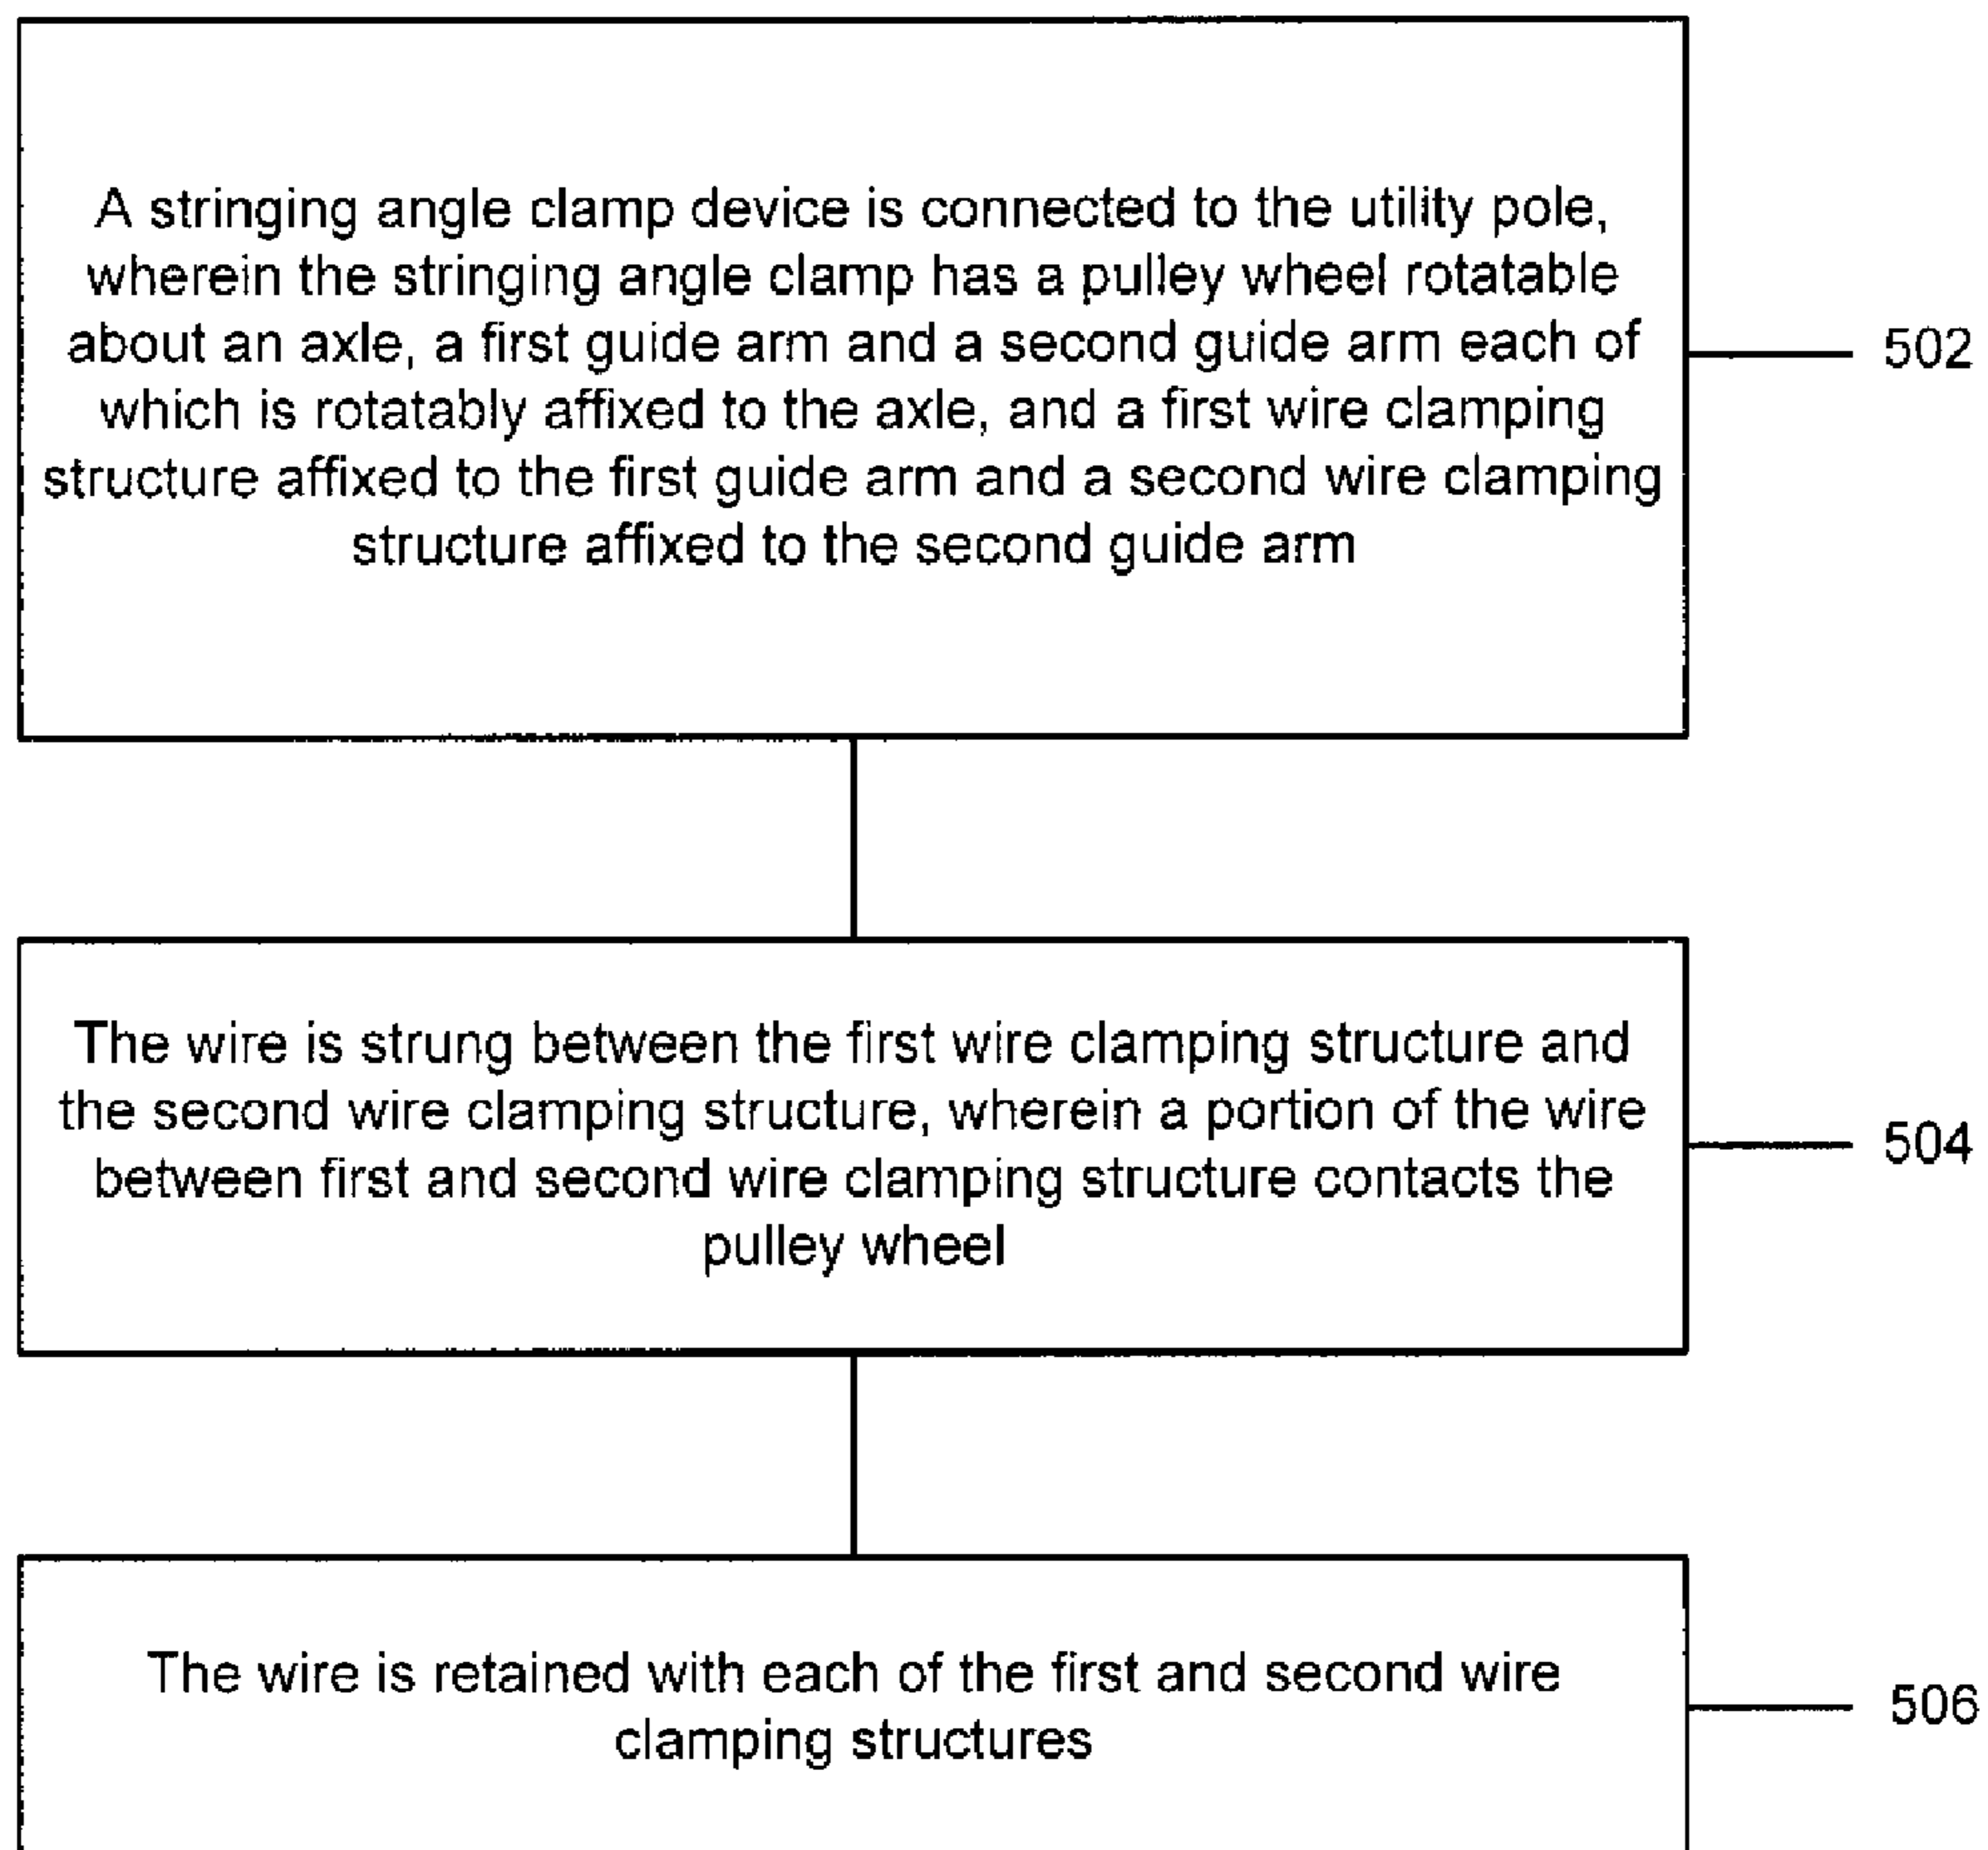 A stringing angle clamp device is connected to the utility pole,
wherein the stringing angle clamp has a pulley wheel rotatable
about an axle, a first guide arm and a second guide arm each of
which is rotatably affixed to the axle, and a first wire clamping
structure affixed to the first guide arm and a second wire clamping
structure affixed to the second guide arm
502
The wire is strung between the first wire clamping structure and
the second wire clamping structure, wherein a portion of the wire
between first and second wire clamping structure contacts the
pulley wheel
504
The wire is retained with each of the first and second wire
clamping structures
506